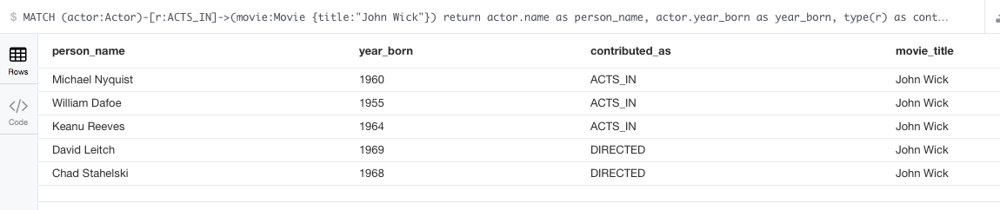 $ MATCH (actor:Actor)-[r:ACTS_IN]->(movie:Movie {title:"John Wick"}) return actor.name as person_name, actor.year_born as year_born, type(r) as cont…
person_name year_born contributed_as movie_title
Rows
Michael Nyquist 1960 ACTS_IN John Wick
William Dafoe 1955 ACTS_IN John Wick
Code
Keanu Reeves 1964 ACTS_IN John Wick
David Leitch 1969 DIRECTED John Wick
Chad Stahelski 1968 DIRECTED John Wick